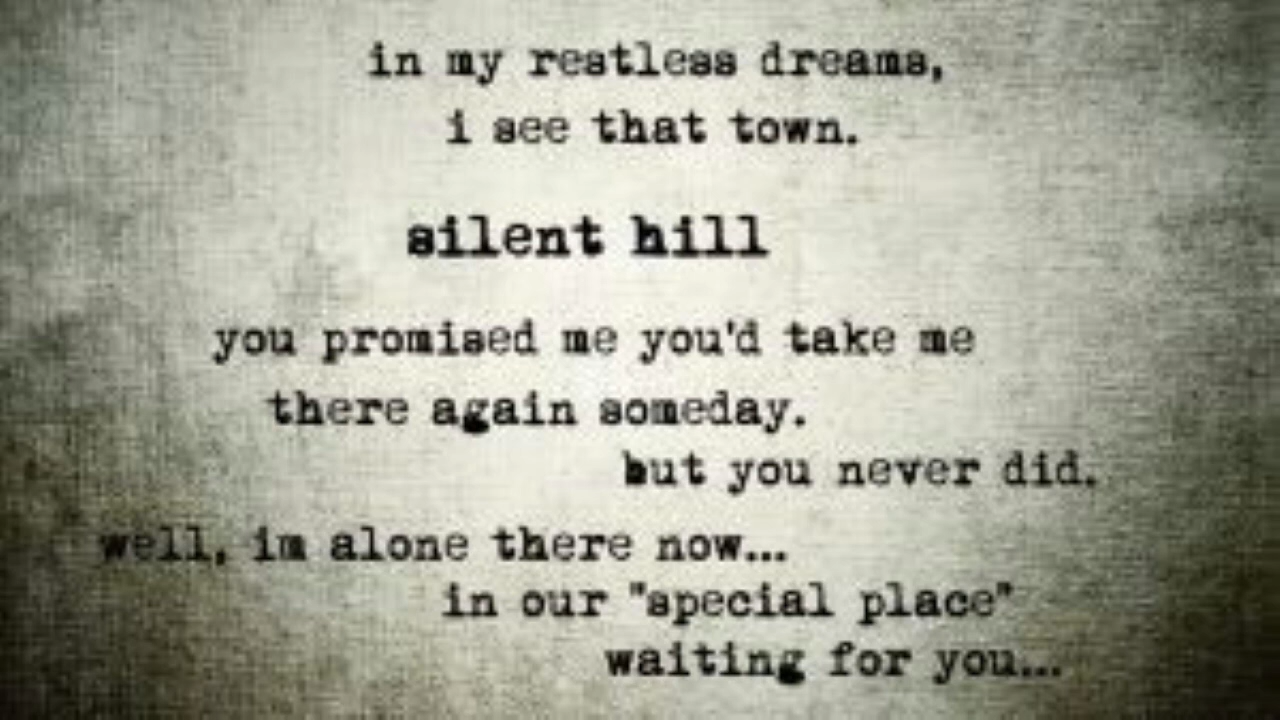 in my restless dreams,
i see that town.
silent hill
you promised me you'd take me
there again someday.
but you never did.
well, im alone there now...
in our "special place"
waiting for you...